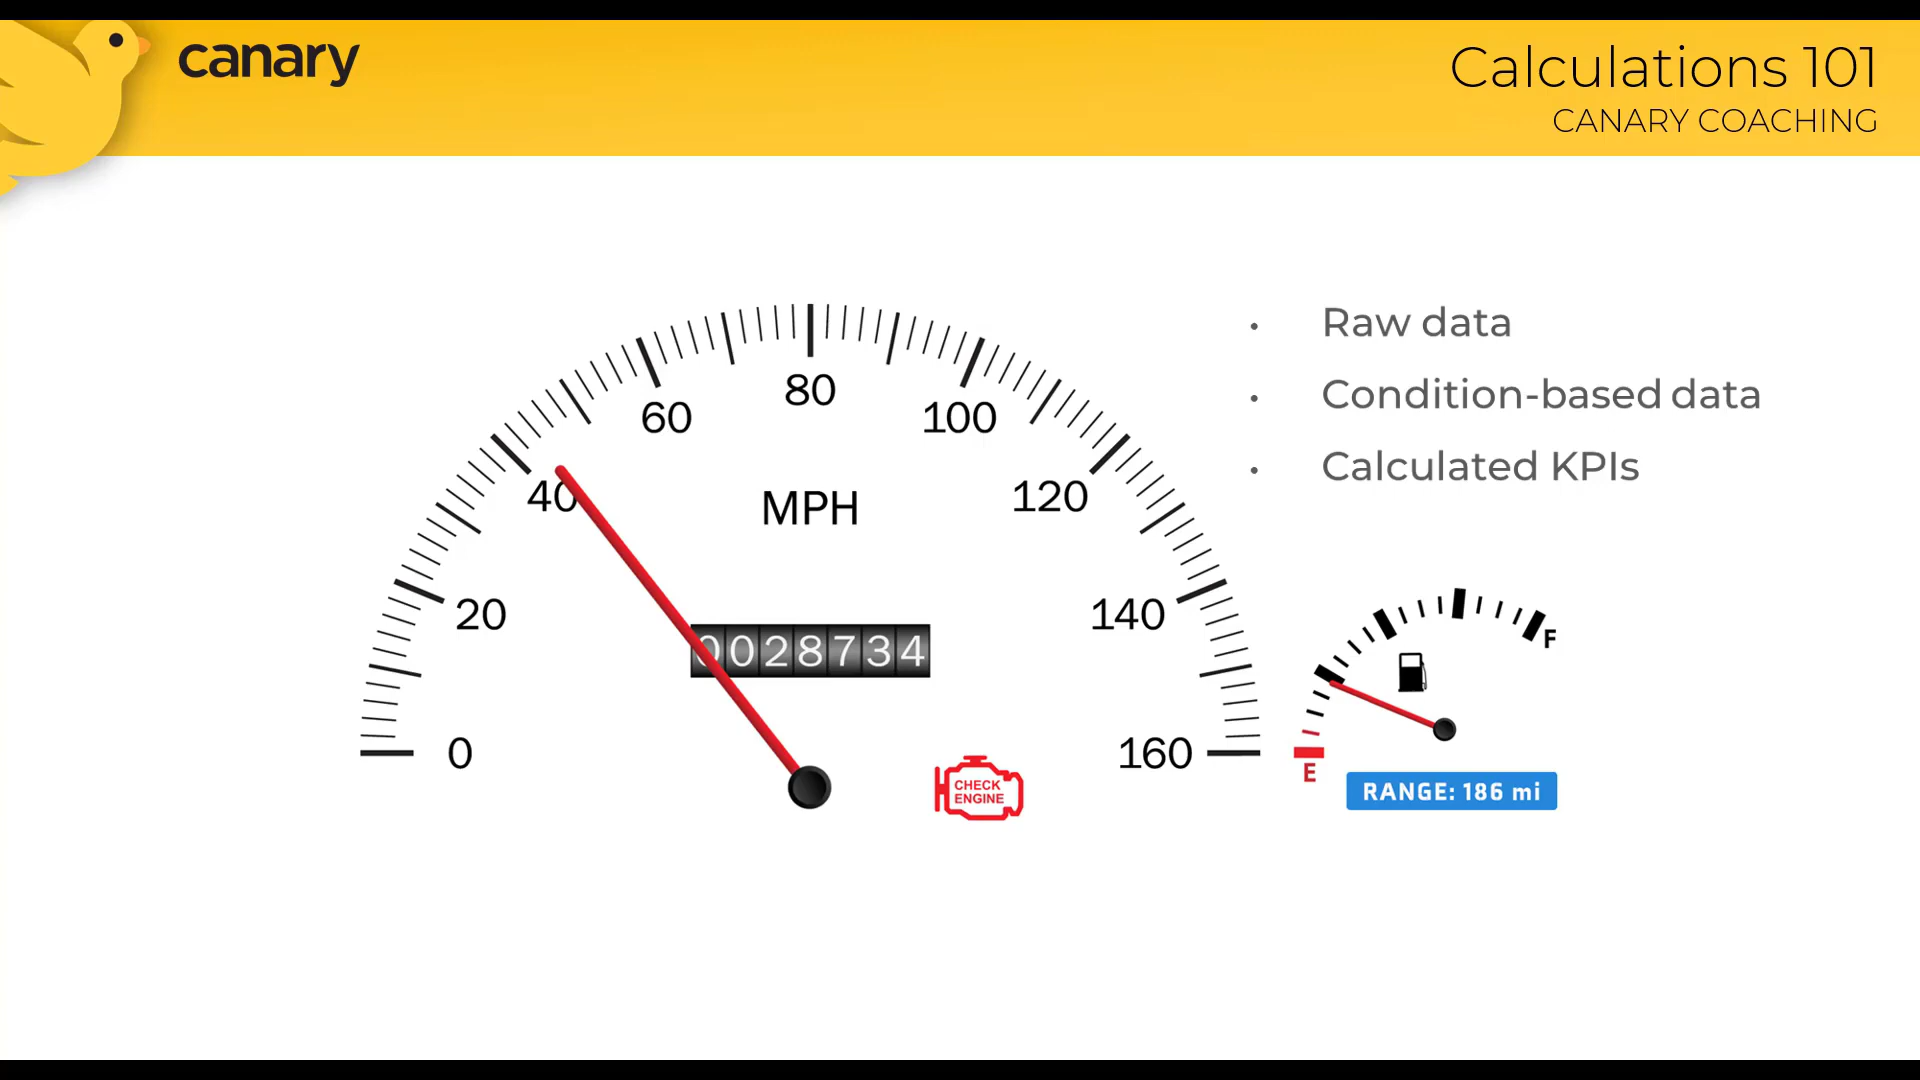 canary
Calculations 101
CANARY COACHING
• Raw data
• Condition-based data
• Calculated KPIs
0
20
40
60
80
100
120
140
160
MPH
0028734
CHECK
ENGINE
F
E
RANGE: 186 mi